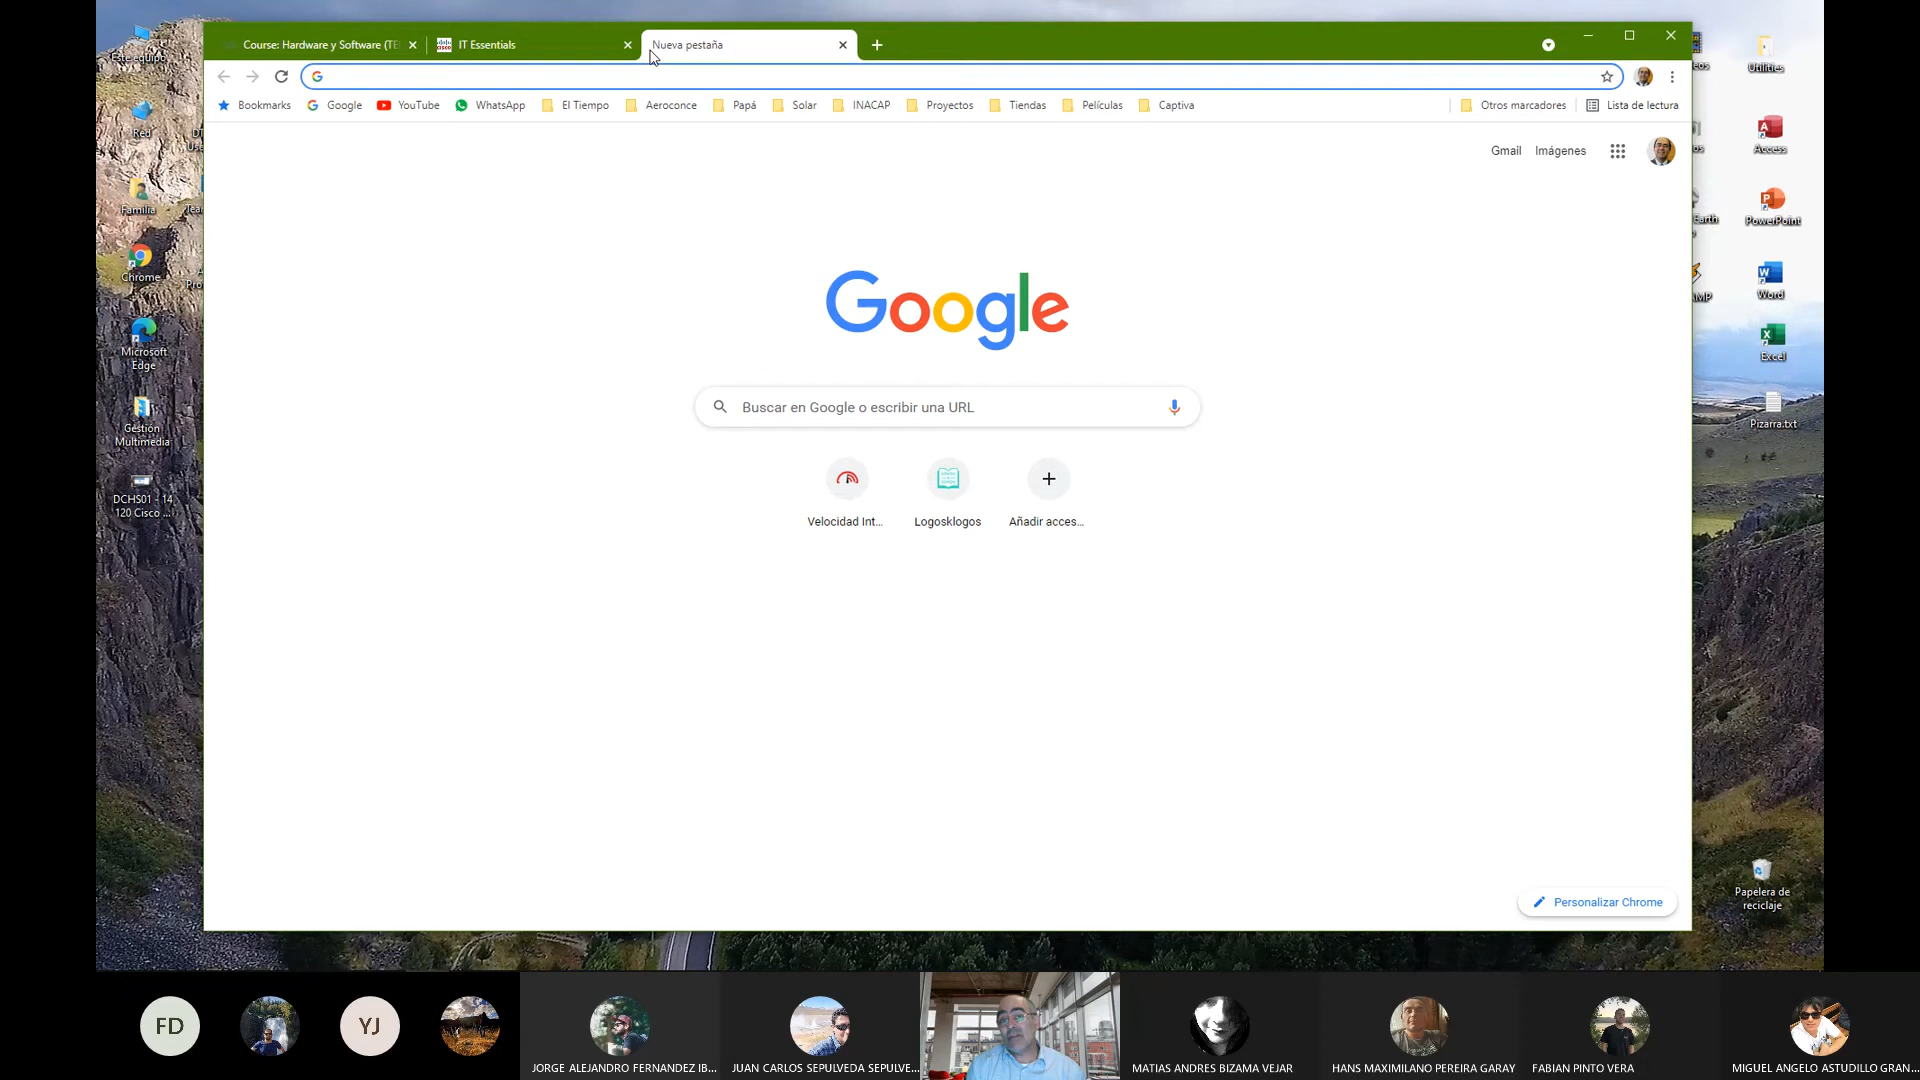 Course: Hardware y Software (TE
IT Essentials
Nueva pestaña
Bookmarks
Google
YouTube
WhatsApp
El Tiempo
Aeroconce
Papá
Solar
INACAP
Proyectos
Tiendas
Películas
Captiva
Otros marcadores
Lista de lectura
Gmail
Imágenes
Google
Buscar en Google o escribir una URL
Velocidad Int...
Logosklogos
Añadir acces...
Personalizar Chrome
Este equipo
Red
Familia
Chrome
Microsoft
Edge
Gestión
Multimedia
DCHS01 - 14
120 Cisco ...
Utilities
Access
Earth
PowerPoint
Word
Excel
Pizarra.txt
Papelera de
reciclaje
FD
YJ
JORGE ALEJANDRO FERNANDEZ IB...
JUAN CARLOS SEPULVEDA SEPULVE...
MATIAS ANDRES BIZAMA VEJAR
HANS MAXIMILANO PEREIRA GARAY
FABIAN PINTO VERA
MIGUEL ANGELO ASTUDILLO GRAN...